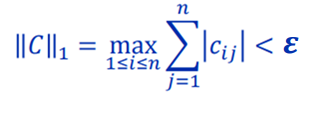 ‖C‖₁ = max_{1≤i≤n} ∑_{j=1}^{n} |c_{ij}| < ε